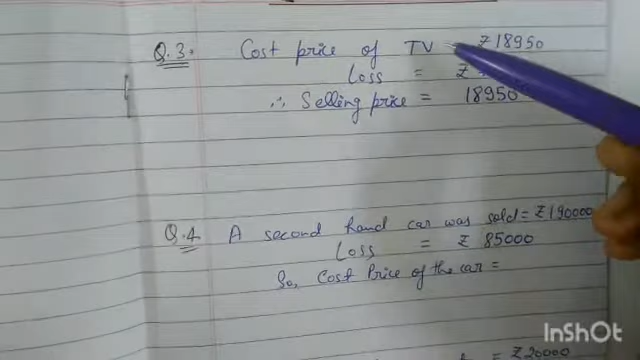 Q.3. Cost price of TV = ₹18950
Loss = ₹
∴ Selling price = 18950
Q.4 A second hand car was sold = ₹190000
Loss = ₹ 85000
So, Cost Price of the car =
= ₹20000
InShOt